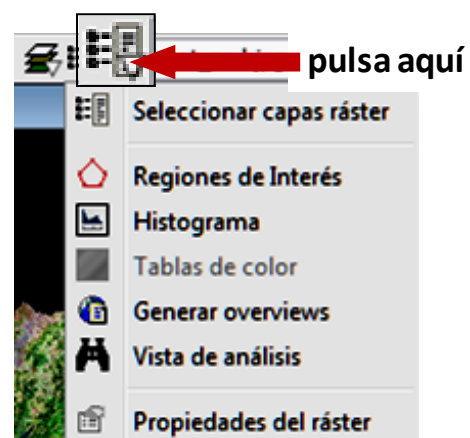 pulsa aquí
Seleccionar capas ráster
Regiones de Interés
Histograma
Tablas de color
Generar overviews
Vista de análisis
Propiedades del ráster